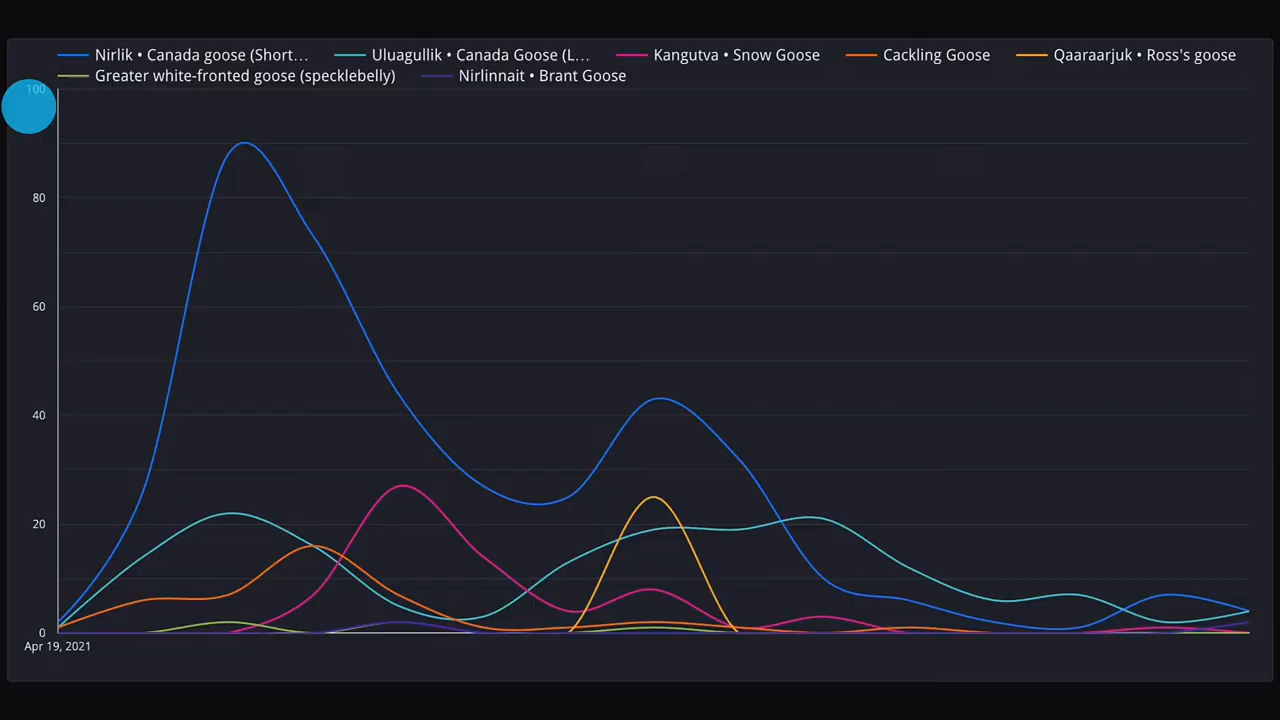 Nirlik • Canada goose (Short… Uluagullik • Canada Goose (L… Kangutva • Snow Goose Cackling Goose Qaaraarjuk • Ross's goose
Greater white-fronted goose (specklebelly) Nirlinnait • Brant Goose
100
80
60
40
20
0
Apr 19, 2021